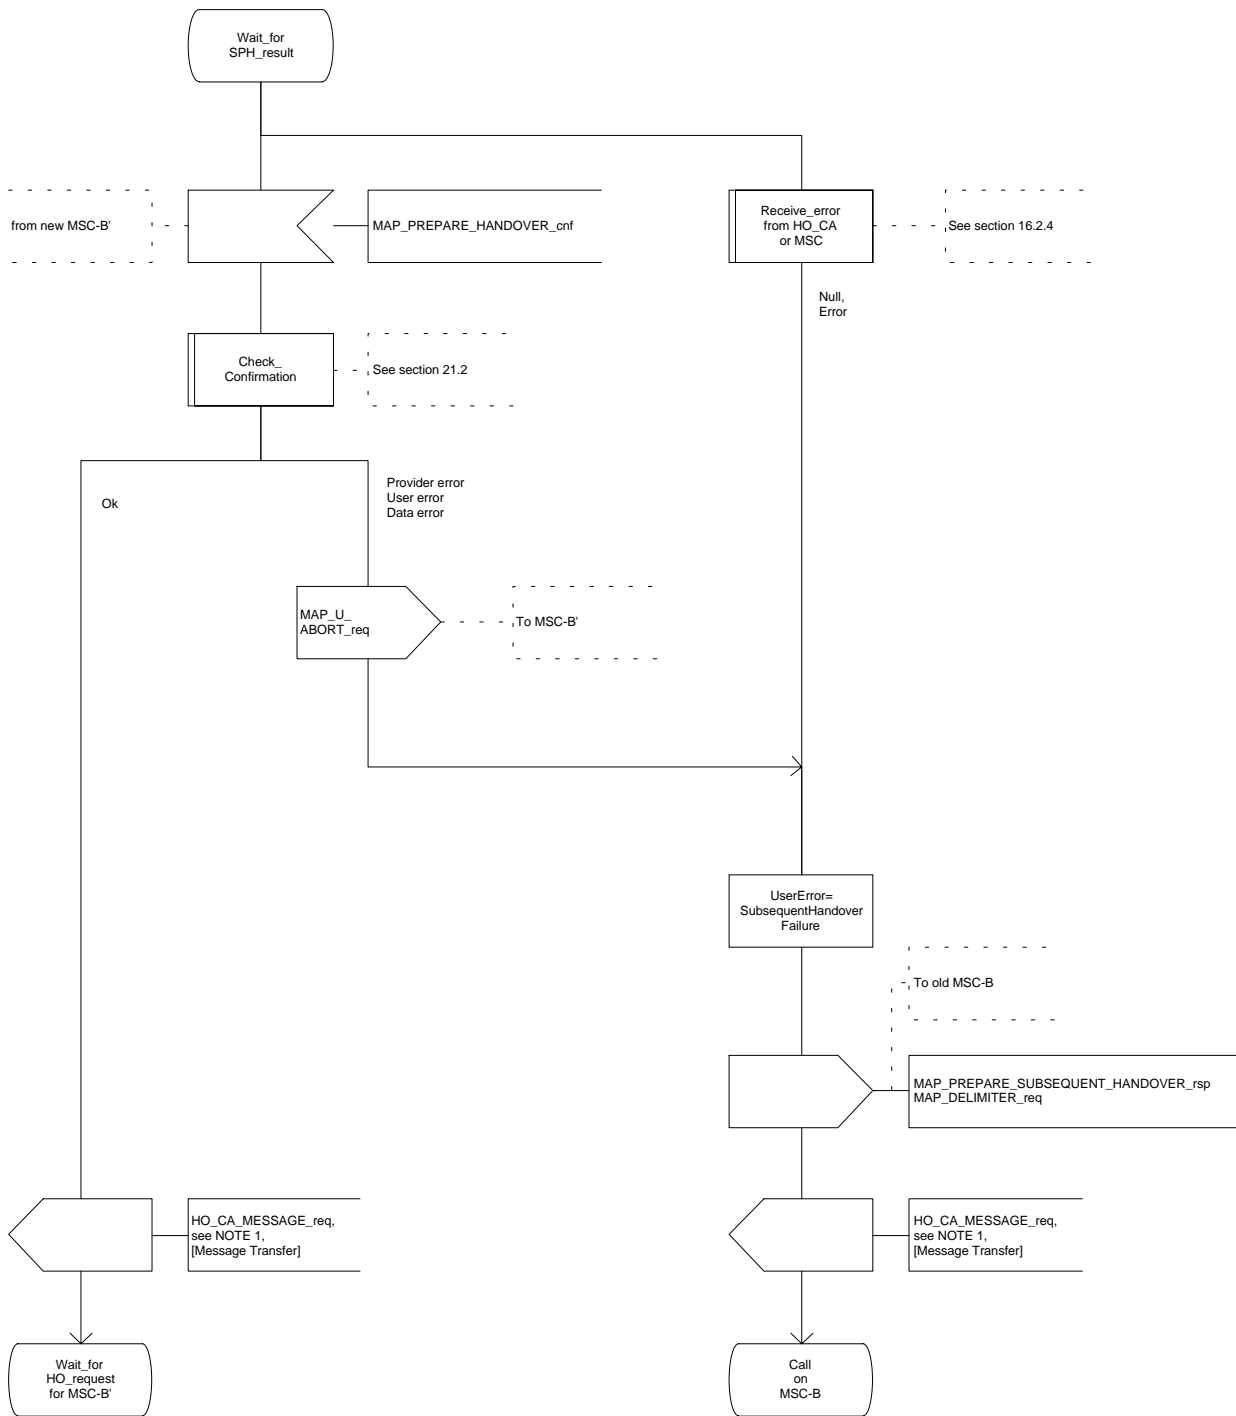 Wait_for
SPH_result
from new MSC-B'
MAP_PREPARE_HANDOVER_cnf
Receive_error
from HO_CA
or MSC
See section 16.2.4
Null,
Error
Check_
Confirmation
See section 21.2
Ok
Provider error
User error
Data error
MAP_U_
ABORT_req
To MSC-B'
UserError=
SubsequentHandover
Failure
To old MSC-B
MAP_PREPARE_SUBSEQUENT_HANDOVER_rsp
MAP_DELIMITER_req
HO_CA_MESSAGE_req,
see NOTE 1,
[Message Transfer]
HO_CA_MESSAGE_req,
see NOTE 1,
[Message Transfer]
Wait_for
HO_request
for MSC-B'
Call
on
MSC-B